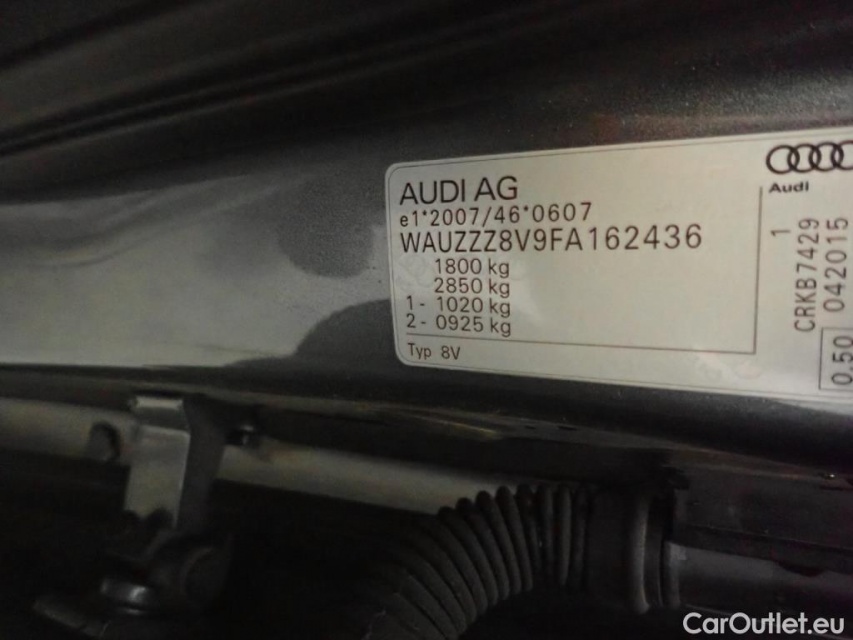 AUDI AG
e1*2007/46*0607
WAUZZZ8V9FA162436
1800 kg
2850 kg
1- 1020 kg
2- 0925 kg
Typ 8V
Audi
1
CRKB7429
042015
0,50
CarOutlet.eu